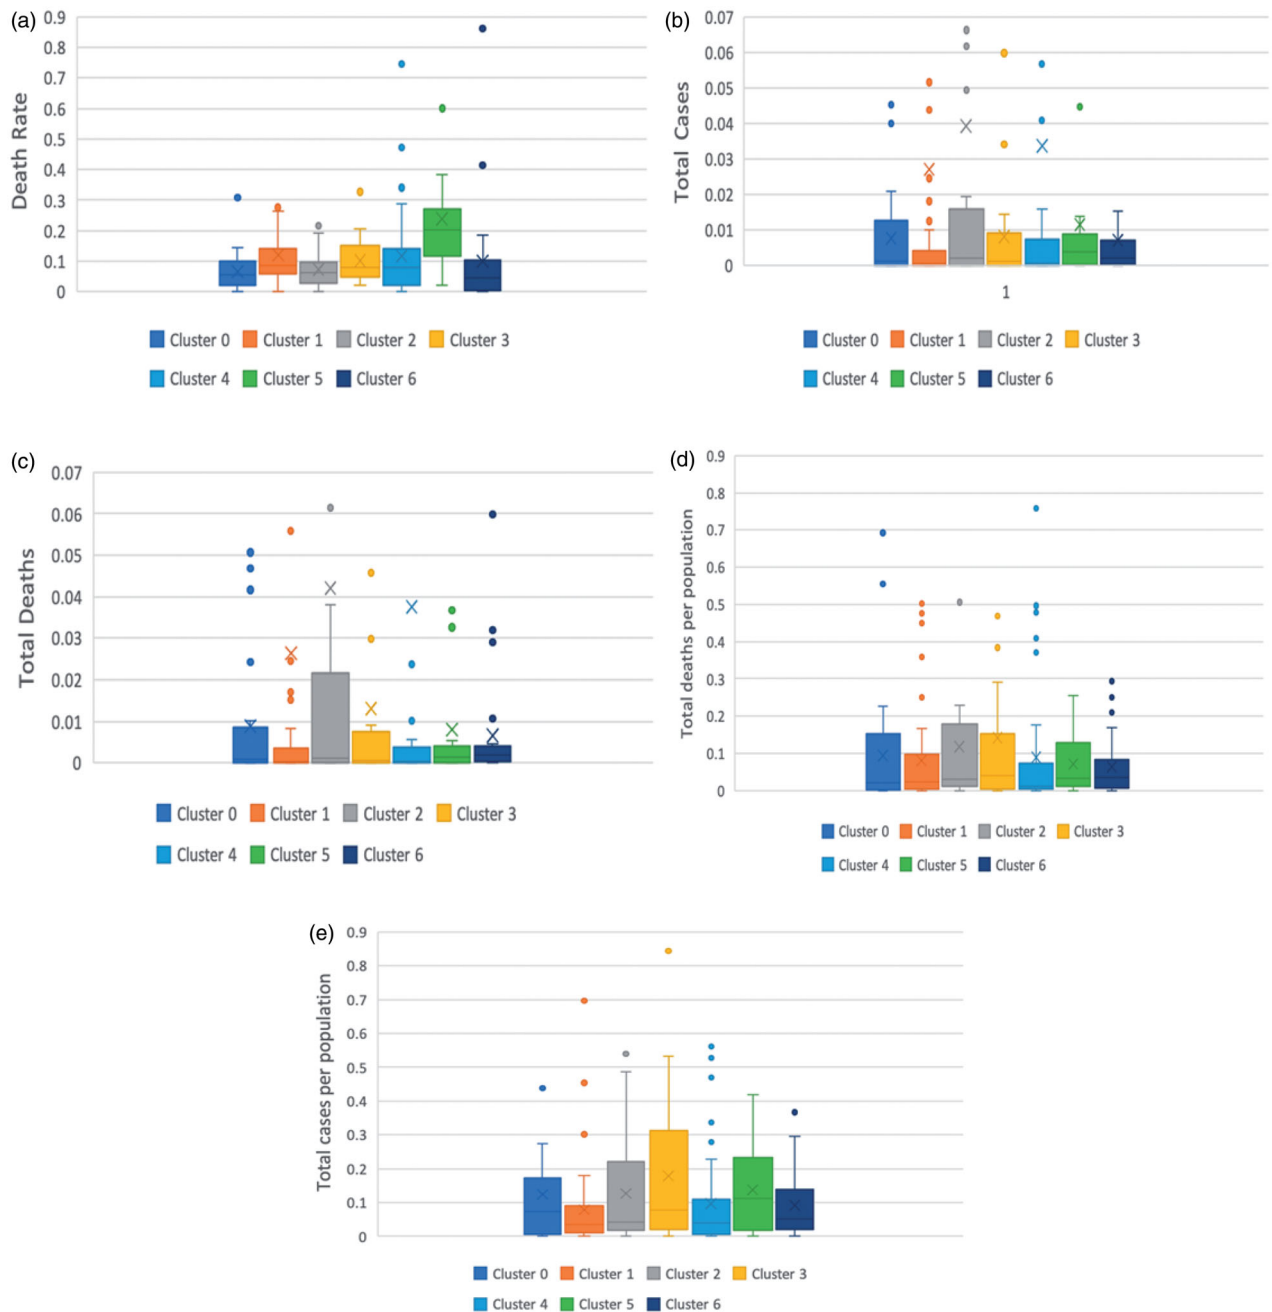 (a)
Death Rate
0.9
0.8
0.7
0.6
0.5
0.4
0.3
0.2
0.1
0
Cluster 0 Cluster 1 Cluster 2 Cluster 3
Cluster 4 Cluster 5 Cluster 6
(b)
Total Cases
0.07
0.06
0.05
0.04
0.03
0.02
0.01
0
1
Cluster 0 Cluster 1 Cluster 2 Cluster 3
Cluster 4 Cluster 5 Cluster 6
(c)
Total Deaths
0.07
0.06
0.05
0.04
0.03
0.02
0.01
0
Cluster 0 Cluster 1 Cluster 2 Cluster 3
Cluster 4 Cluster 5 Cluster 6
(d)
Total deaths per population
0.9
0.8
0.7
0.6
0.5
0.4
0.3
0.2
0.1
0
Cluster 0 Cluster 1 Cluster 2 Cluster 3
Cluster 4 Cluster 5 Cluster 6
(e)
Total cases per population
0.9
0.8
0.7
0.6
0.5
0.4
0.3
0.2
0.1
0
Cluster 0 Cluster 1 Cluster 2 Cluster 3
Cluster 4 Cluster 5 Cluster 6